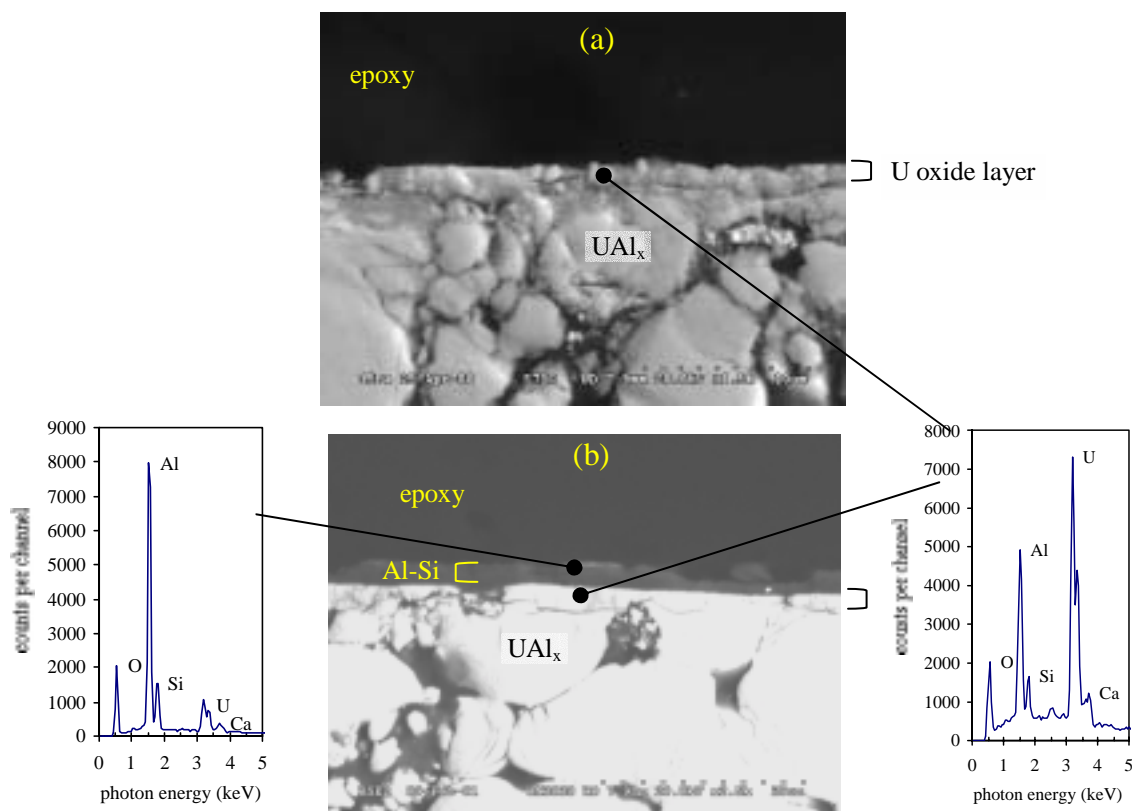 (a)
epoxy
U oxide layer
UAlx
9000
8000
7000
6000
5000
4000
3000
2000
1000
0
counts per channel
Al
O
Si
U
Ca
0 1 2 3 4 5
photon energy (keV)
(b)
epoxy
Al-Si
UAlx
8000
7000
6000
5000
4000
3000
2000
1000
0
counts per channel
U
Al
O
Si
Ca
0 1 2 3 4 5
photon energy (keV)